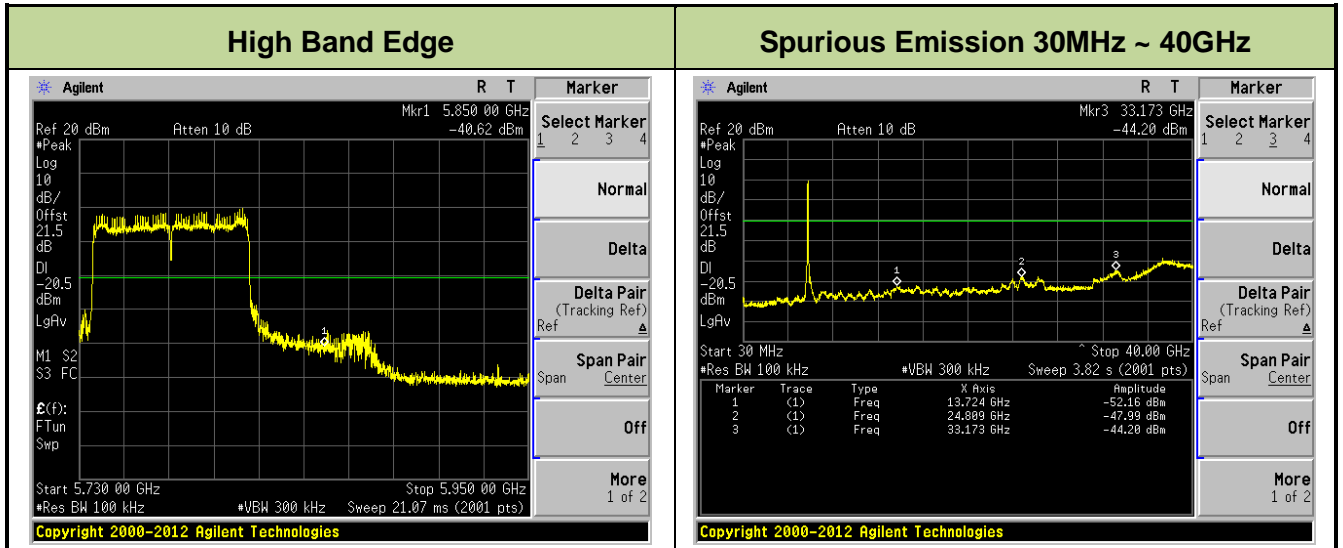 High Band Edge
Agilent R T
Mkr1 5.850 00 GHz
Ref 20 dBm Atten 10 dB -40.62 dBm
#Peak
Log
10
dB/
Offst
21.5
dB
DI
-20.5
dBm
LgAv
M1 S2
S3 FC
£(f):
FTun
Swp
1
Start 5.730 00 GHz Stop 5.950 00 GHz
#Res BW 100 kHz #VBW 300 kHz Sweep 21.07 ms (2001 pts)
Marker
Select Marker
1 2 3 4
Normal
Delta
Delta Pair
(Tracking Ref)
Ref Δ
Span Pair
Span Center
Off
More
1 of 2
Copyright 2000-2012 Agilent Technologies
Spurious Emission 30MHz ~ 40GHz
Agilent R T
Mkr3 33.173 GHz
Ref 20 dBm Atten 10 dB -44.20 dBm
#Peak
Log
10
dB/
Offst
21.5
dB
DI
-20.5
dBm
LgAv
1
2
3
Start 30 MHz ^ Stop 40.00 GHz
#Res BW 100 kHz #VBW 300 kHz Sweep 3.82 s (2001 pts)
Marker Trace Type X Axis Amplitude
1 (1) Freq 13.724 GHz -52.16 dBm
2 (1) Freq 24.809 GHz -47.99 dBm
3 (1) Freq 33.173 GHz -44.20 dBm
Marker
Select Marker
1 2 3 4
Normal
Delta
Delta Pair
(Tracking Ref)
Ref Δ
Span Pair
Span Center
Off
More
1 of 2
Copyright 2000-2012 Agilent Technologies